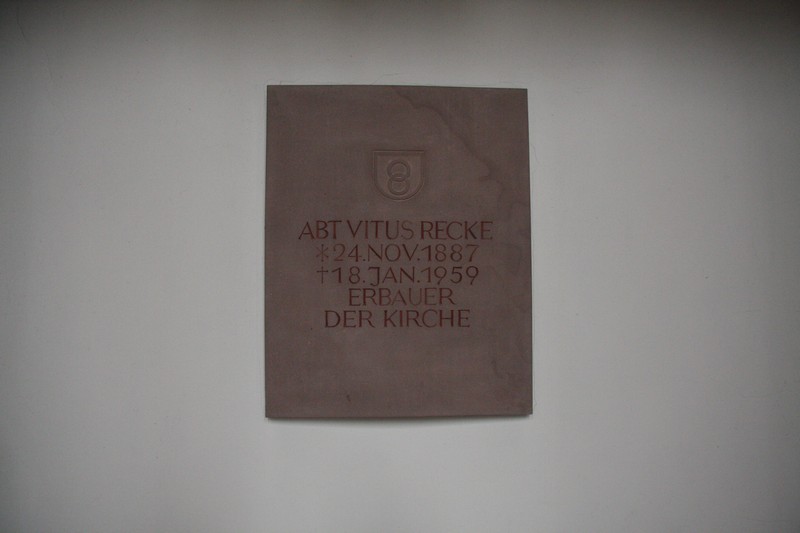 ABT VITUS RECKE
*24.NOV.1887
†18.JAN.1959
ERBAUER
DER KIRCHE